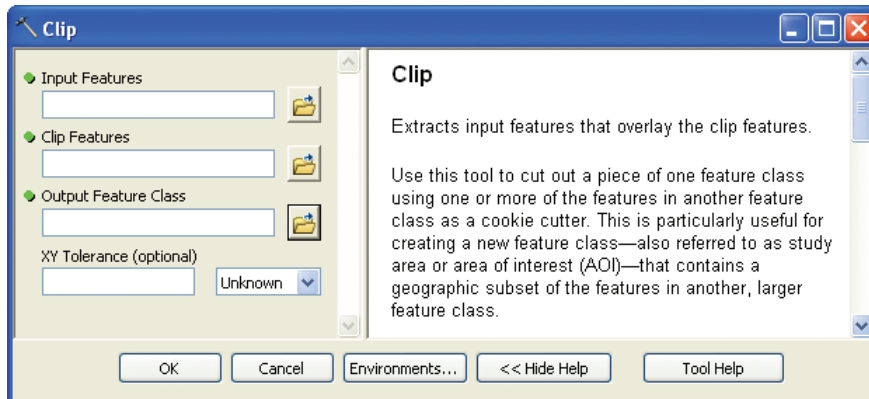 Clip
Input Features
Clip Features
Output Feature Class
XY Tolerance (optional)
Unknown
Clip
Extracts input features that overlay the clip features.
Use this tool to cut out a piece of one feature class
using one or more of the features in another feature
class as a cookie cutter. This is particularly useful for
creating a new feature class—also referred to as study
area or area of interest (AOI)—that contains a
geographic subset of the features in another, larger
feature class.
OK
Cancel
Environments...
<< Hide Help
Tool Help